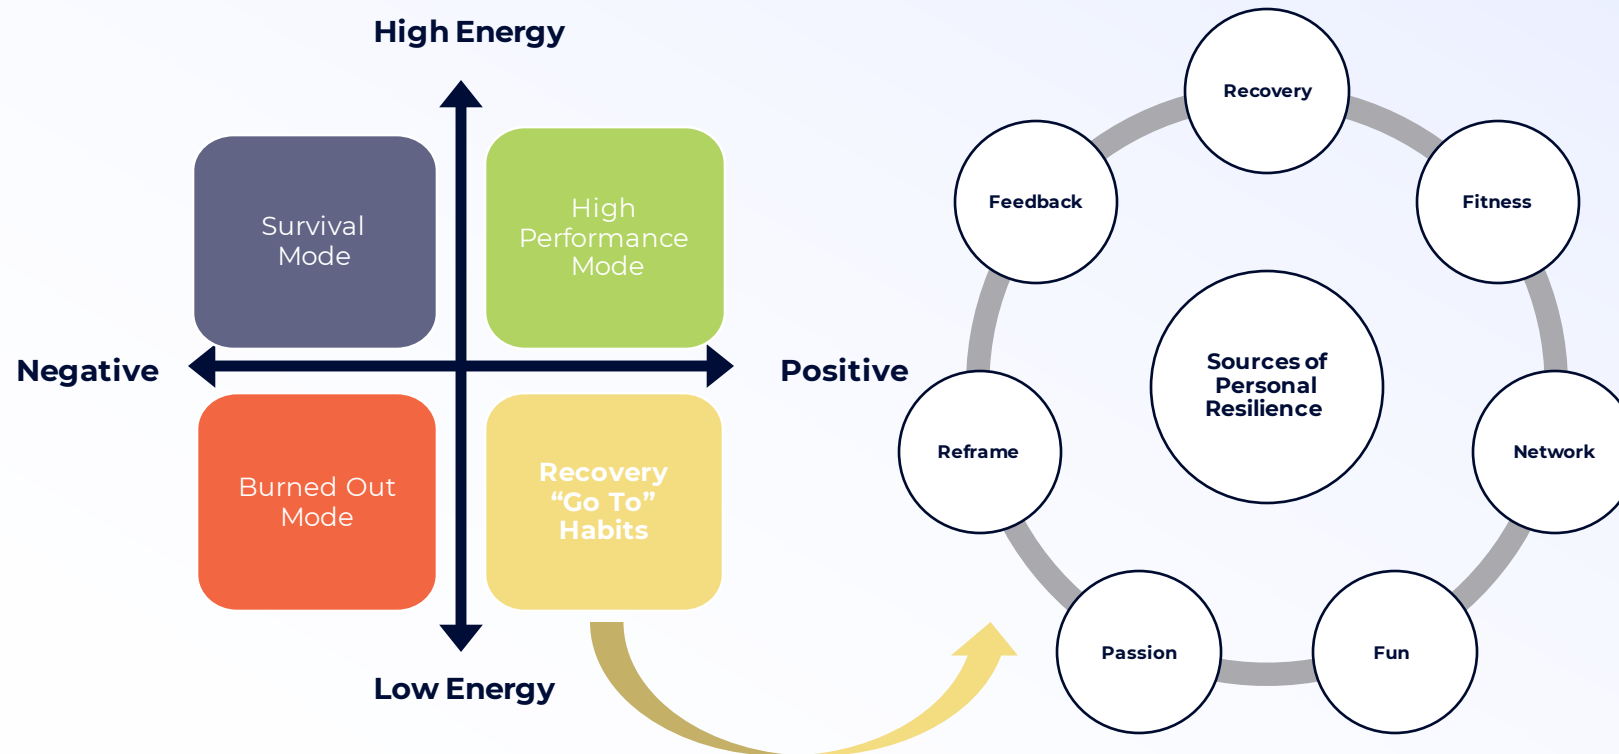 High Energy
Survival
Mode
High
Performance
Mode
Negative
Positive
Burned Out
Mode
Recovery
“Go To”
Habits
Low Energy
Recovery
Fitness
Network
Fun
Passion
Reframe
Feedback
Sources of
Personal
Resilience